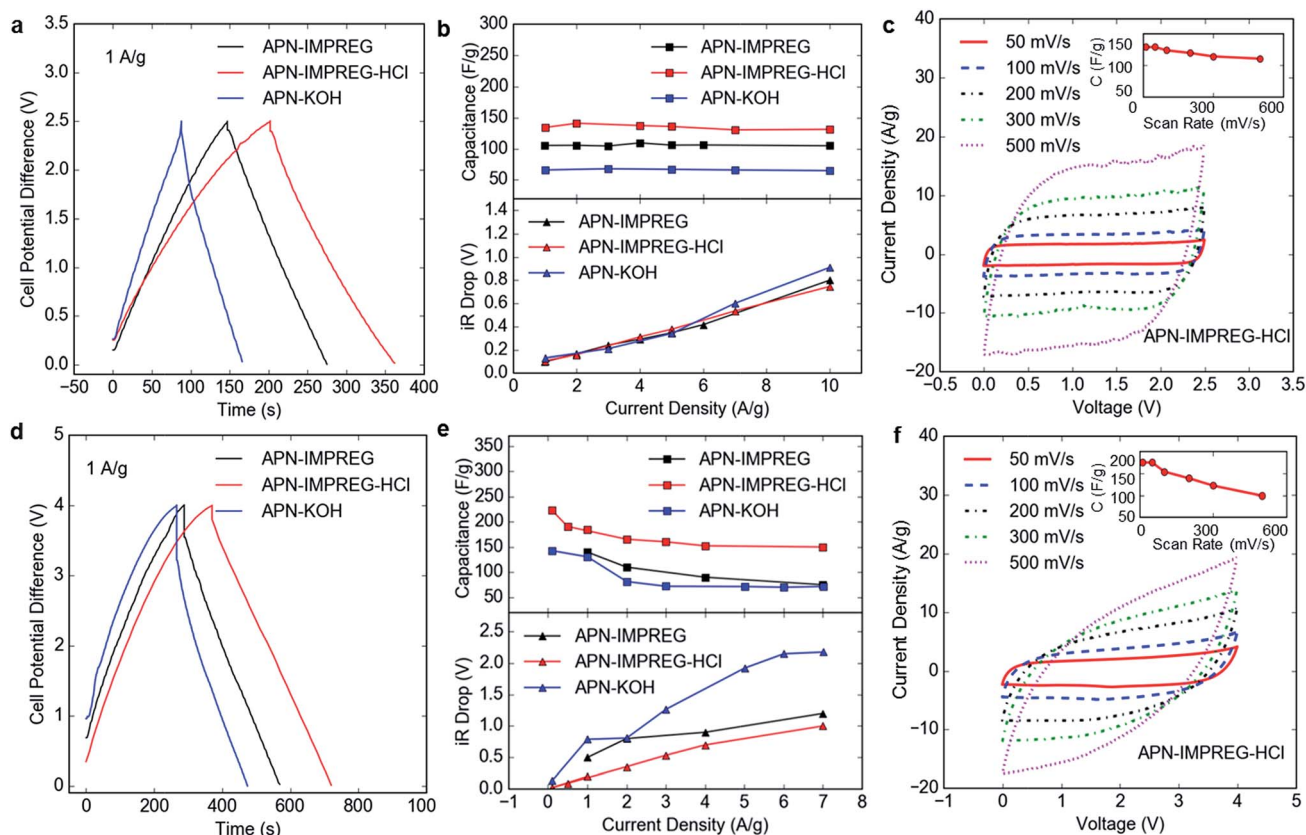 a
1 A/g
APN-IMPREG
APN-IMPREG-HCl
APN-KOH
Cell Potential Difference (V)
3.5
3.0
2.5
2.0
1.5
1.0
0.5
0.0
−50 0 50 100 150 200 250 300 350 400
Time (s)
b
APN-IMPREG
APN-IMPREG-HCl
APN-KOH
Capacitance (F/g)
300
250
200
150
100
50
APN-IMPREG
APN-IMPREG-HCl
APN-KOH
iR Drop (V)
1.4
1.2
1.0
0.8
0.6
0.4
0.2
0 2 4 6 8 10
Current Density (A/g)
c
50 mV/s
100 mV/s
200 mV/s
300 mV/s
500 mV/s
C (F/g)
150
100
50
0 300 600
Scan Rate (mV/s)
Current Density (A/g)
40
30
20
10
0
−10
−20
APN-IMPREG-HCl
−0.5 0.0 0.5 1.0 1.5 2.0 2.5 3.0 3.5
Voltage (V)
d
1 A/g
APN-IMPREG
APN-IMPREG-HCl
APN-KOH
Cell Potential Difference (V)
5
4
3
2
1
0
0 200 400 600 800 100
Time (s)
e
APN-IMPREG
APN-IMPREG-HCl
APN-KOH
Capacitance (F/g)
350
300
250
200
150
100
50
APN-IMPREG
APN-IMPREG-HCl
APN-KOH
iR Drop (V)
2.5
2.0
1.5
1.0
0.5
0.0
−1 0 1 2 3 4 5 6 7 8
Current Density (A/g)
f
50 mV/s
100 mV/s
200 mV/s
300 mV/s
500 mV/s
C (F/g)
200
150
100
50
0 300 600
Scan Rate (mV/s)
Current Density (A/g)
40
30
20
10
0
−10
−20
APN-IMPREG-HCl
−1 0 1 2 3 4 5
Voltage (V)